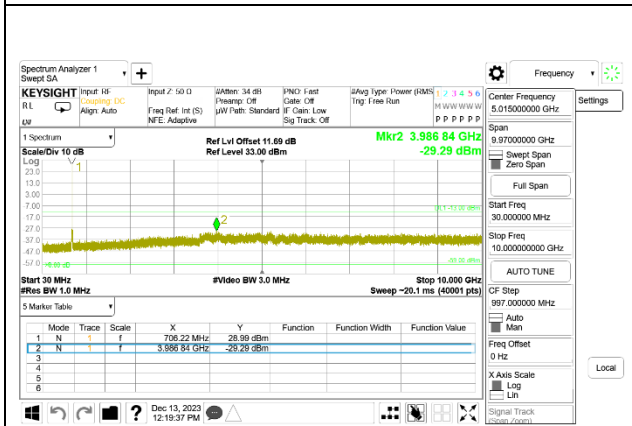 Spectrum Analyzer 1
Swept SA
+
Frequency
KEYSIGHT
Input: RF
Coupling: DC
Align: Auto
Input Z: 50 Ω
Freq Ref: Int (S)
NFE: Adaptive
#Atten: 34 dB
Preamp: Off
µW Path: Standard
PNO: Fast
Gate: Off
IF Gain: Low
Sig Track: Off
#Avg Type: Power (RMS
Trig: Free Run
1 2 3 4 5 6
M W W W W W
P P P P P P
RL
Center Frequency
5.015000000 GHz
Settings
Span
9.97000000 GHz
Swept Span
Zero Span
Full Span
Start Freq
30.000000 MHz
Stop Freq
10.000000000 GHz
AUTO TUNE
CF Step
997.000000 MHz
Auto
Man
Freq Offset
0 Hz
X Axis Scale
Log
Lin
Signal Track
(Span Zoom)
Local
1 Spectrum
Scale/Div 10 dB
Log
Ref Lvl Offset 11.69 dB
Ref Level 33.00 dBm
Mkr2 3.986 84 GHz
-29.29 dBm
1
23.0
13.0
3.00
-7.00
-17.0
-27.0
-37.0
-47.0
-57.0
2
Start 30 MHz
#Res BW 1.0 MHz
#Video BW 3.0 MHz
Stop 10.000 GHz
Sweep ~20.1 ms (40001 pts)
5 Marker Table
Mode Trace Scale X Y Function Function Width Function Value
1 N 1 f 706.22 MHz 28.99 dBm
2 N 1 f 3.986 84 GHz -29.29 dBm
3
4
5
6
?
Dec 13, 2023
12:19:37 PM